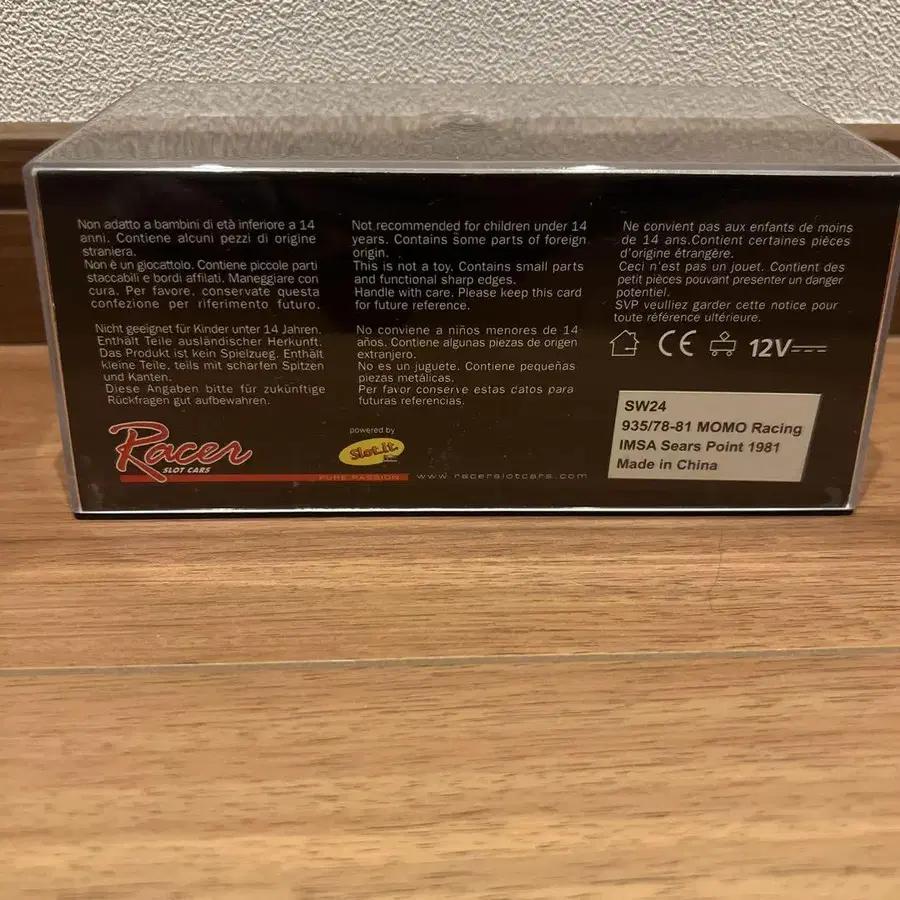 Non adatto a bambini di età inferiore a 14
anni. Contiene alcuni pezzi di origine
straniera.
Non è un giocattolo. Contiene piccole parti
staccabili e bordi affilati. Maneggiare con
cura. Per favore, conservate questa
confezione per riferimento futuro.
Nicht geeignet für Kinder unter 14 Jahren.
Enthält Teile ausländischer Herkunft.
Das Produkt ist kein Spielzueg. Enthält
kleine Teile, teils mit scharfen Spitzen
und Kanten.
Diese Angaben bitte für zukünftige
Rückfragen gut aufbewahren.
Not recommended for children under 14
years. Contains some parts of foreign
origin.
This is not a toy. Contains small parts
and functional sharp edges.
Handle with care. Please keep this card
for future reference.
No conviene a niños menores de 14
años. Contiene algunas piezas de origen
extranjero.
No es un juguete. Contiene pequeñas
piezas metálicas.
Per favor conserve estas datos para
futuras referencias.
Ne convient pas aux enfants de moins
de 14 ans.Contient certaines pièces
d'origine étrangère.
Ceci n'est pas un jouet. Contient des
petit pièces pouvant presenter un danger
potentiel.
SVP veulliez garder cette notice pour
toute référence ultérieure.
CE 12V
Racer
SLOT CARS
PURE PASSION
powered by
Slot.it
www.racerslotcars.com
SW24
935/78-81 MOMO Racing
IMSA Sears Point 1981
Made in China